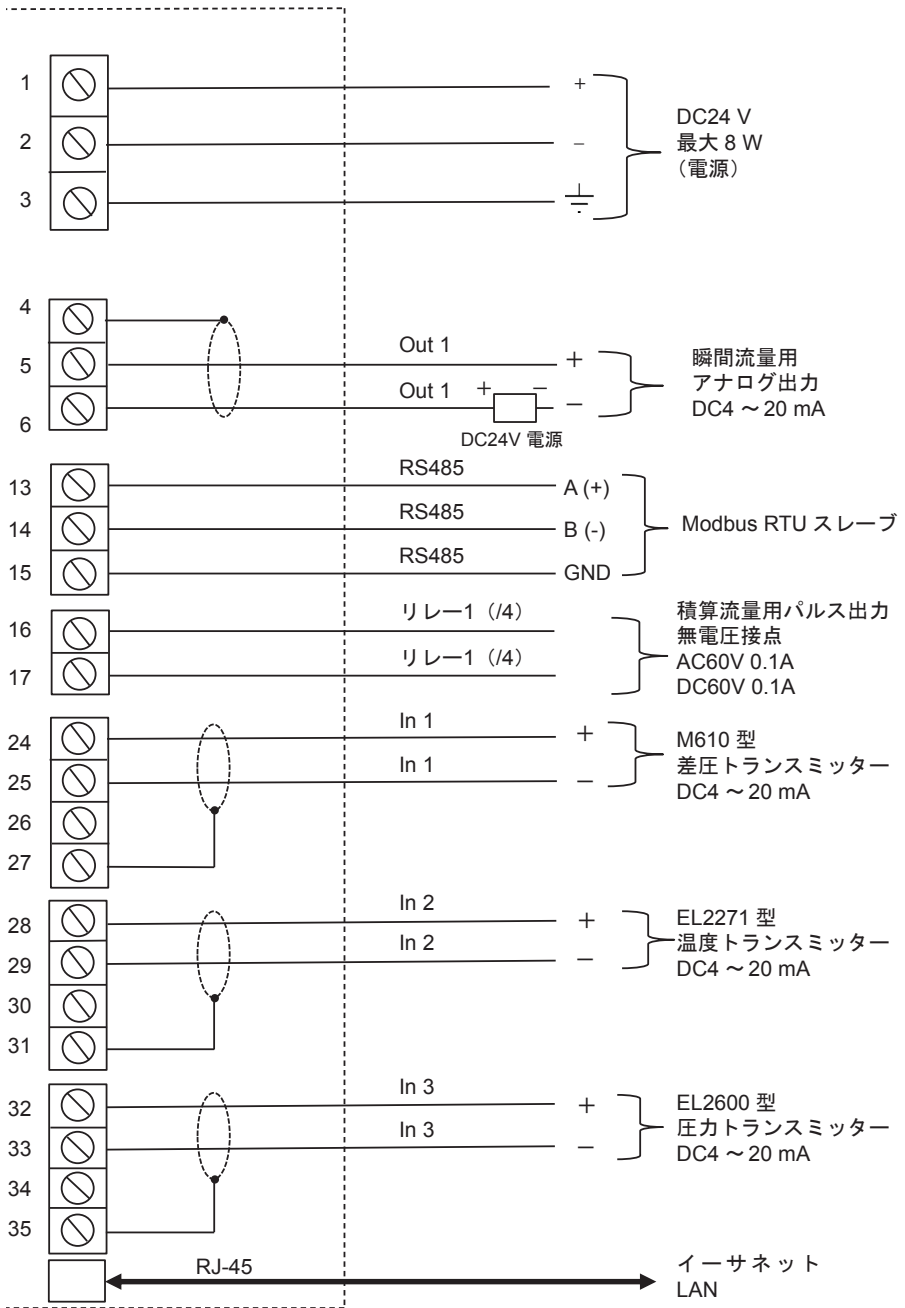 1
+
DC24 V
2
−
最大 8 W
（電源）
3
4
Out 1
5
+
瞬間流量用
アナログ出力
Out 1
+
−
6
−
DC4 ～ 20 mA
DC24V 電源
RS485
13
A (+)
RS485
14
B (-)
Modbus RTU スレーブ
RS485
15
GND
リレー1（/4）
積算流量用パルス出力
16
無電圧接点
リレー1（/4）
AC60V 0.1A
17
DC60V 0.1A
In 1
24
+
M610 型
In 1
差圧トランスミッター
25
−
DC4 ～ 20 mA
26
27
In 2
28
+
EL2271 型
In 2
温度トランスミッター
29
−
DC4 ～ 20 mA
30
31
In 3
32
+
EL2600 型
In 3
圧力トランスミッター
33
−
DC4 ～ 20 mA
34
35
RJ-45
イーサネット
LAN